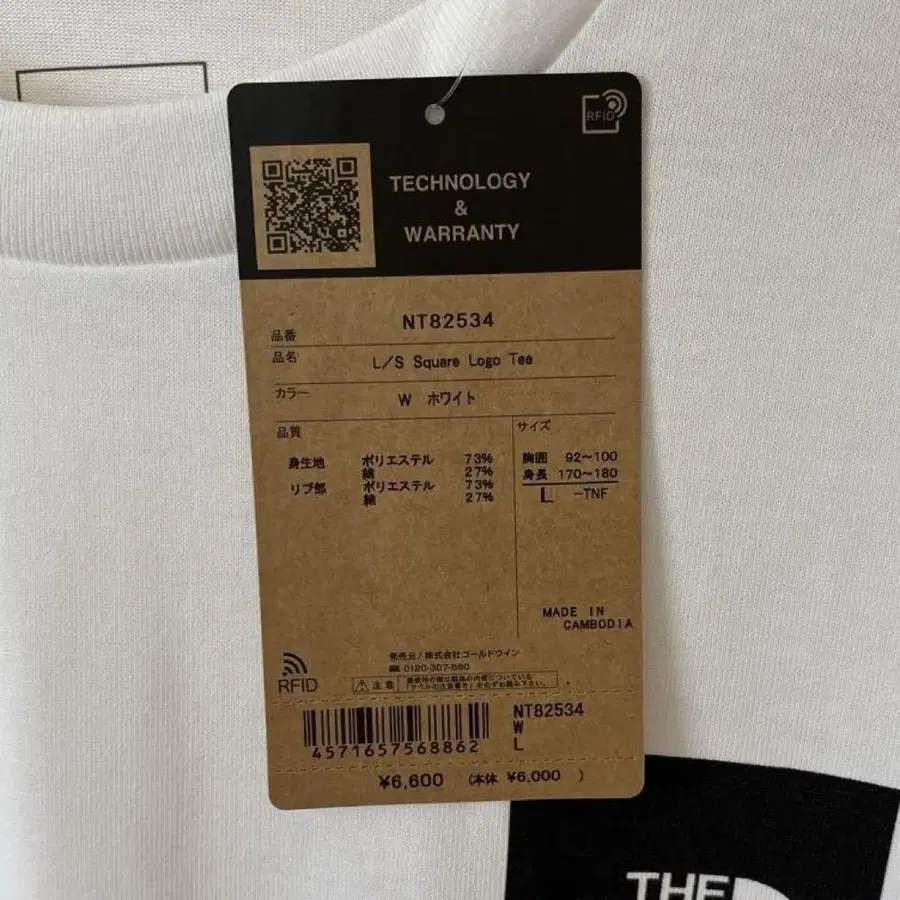 RFID
TECHNOLOGY
&
WARRANTY
品番 NT82534
品名 L/S Square Logo Tee
カラー W ホワイト
品質
身生地 ポリエステル 73%
綿 27%
リブ部 ポリエステル 73%
綿 27%
サイズ
胸囲 92~100
身長 170~180
L -TNF
MADE IN
CAMBODIA
発売元/株式会社ゴールドウイン
0120-307-560
RFID
注意
NT82534
W
L
4571657568862
¥6,600 (本体 ¥6,000 )
THE